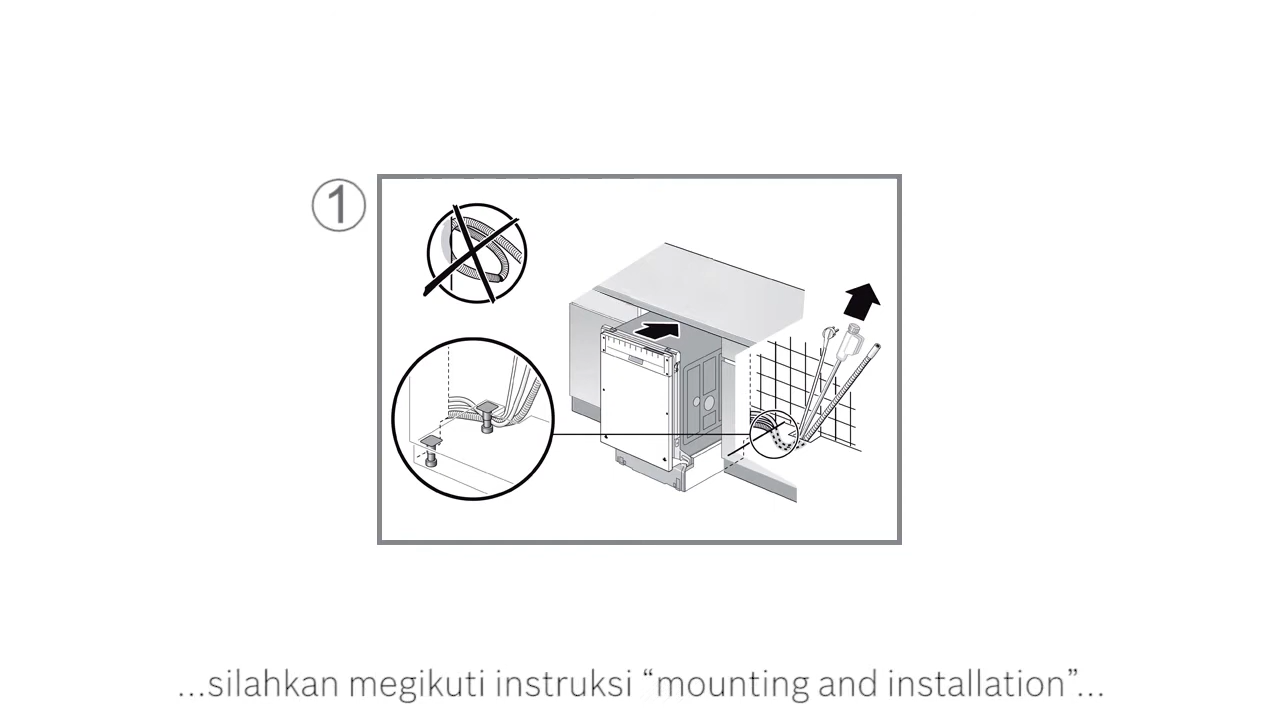 1
...silahkan megikuti instruksi “mounting and installation”...